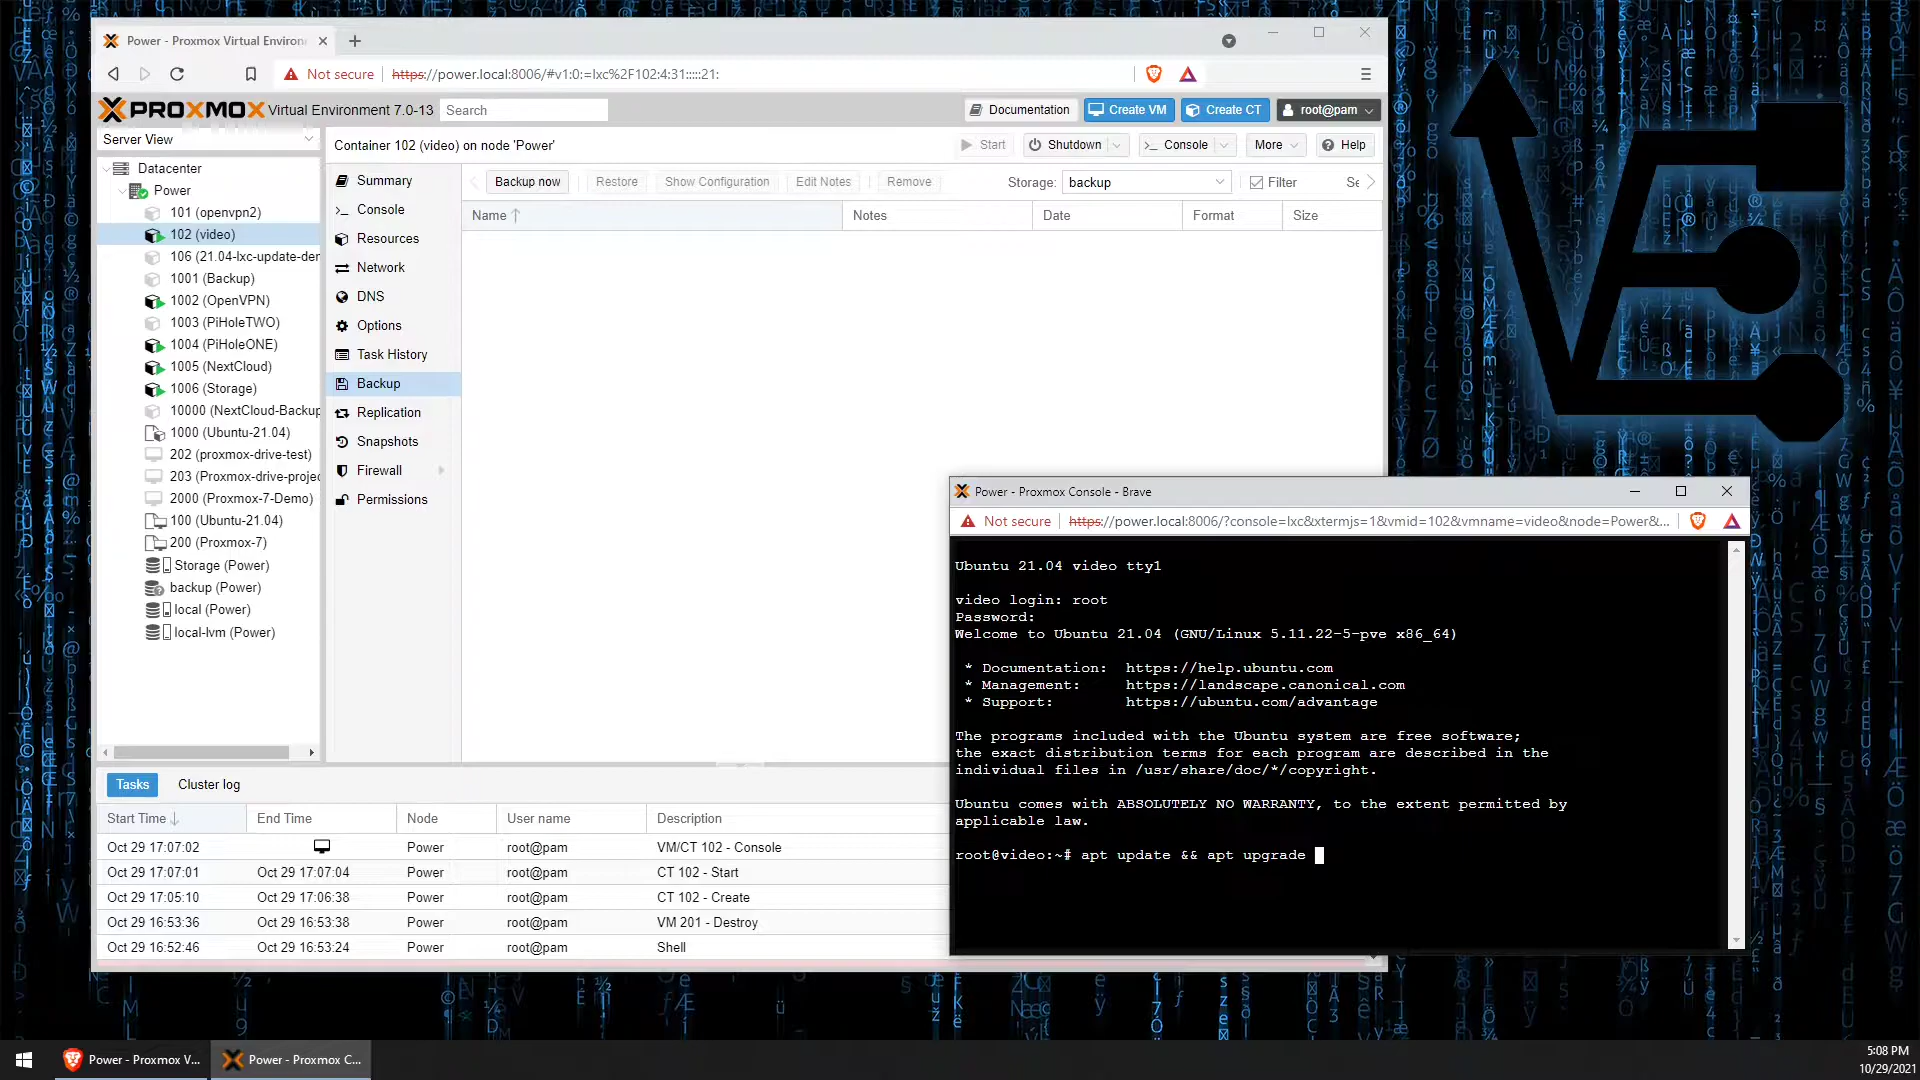 Power - Proxmox Virtual Environ
Not secure
https://power.local:8006/#v1:0:=lxc%2F102:4:31:::::21:
PROXMOX Virtual Environment 7.0-13
Search
Documentation
Create VM
Create CT
root@pam
Server View
Container 102 (video) on node 'Power'
Start
Shutdown
Console
More
Help
Datacenter
Power
101 (openvpn2)
102 (video)
106 (21.04-lxc-update-der
1001 (Backup)
1002 (OpenVPN)
1003 (PiHoleTWO)
1004 (PiHoleONE)
1005 (NextCloud)
1006 (Storage)
10000 (NextCloud-Backup
1000 (Ubuntu-21.04)
202 (proxmox-drive-test)
203 (Proxmox-drive-projec
2000 (Proxmox-7-Demo)
100 (Ubuntu-21.04)
200 (Proxmox-7)
Storage (Power)
backup (Power)
local (Power)
local-lvm (Power)
Summary
Console
Resources
Network
DNS
Options
Task History
Backup
Replication
Snapshots
Firewall
Permissions
Backup now
Restore
Show Configuration
Edit Notes
Remove
Storage:
backup
Filter
Se
Name
Notes
Date
Format
Size
Tasks
Cluster log
Start Time
End Time
Node
User name
Description
Oct 29 17:07:02 Power root@pam VM/CT 102 - Console
Oct 29 17:07:01 Oct 29 17:07:04 Power root@pam CT 102 - Start
Oct 29 17:05:10 Oct 29 17:06:38 Power root@pam CT 102 - Create
Oct 29 16:53:36 Oct 29 16:53:38 Power root@pam VM 201 - Destroy
Oct 29 16:52:46 Oct 29 16:53:24 Power root@pam Shell
Power - Proxmox Console - Brave
Not secure
https://power.local:8006/?console=lxc&xtermjs=1&vmid=102&vmname=video&node=Power&...
Ubuntu 21.04 video tty1
video login: root
Password:
Welcome to Ubuntu 21.04 (GNU/Linux 5.11.22-5-pve x86_64)
* Documentation: https://help.ubuntu.com
* Management: https://landscape.canonical.com
* Support: https://ubuntu.com/advantage
The programs included with the Ubuntu system are free software;
the exact distribution terms for each program are described in the
individual files in /usr/share/doc/*/copyright.
Ubuntu comes with ABSOLUTELY NO WARRANTY, to the extent permitted by
applicable law.
root@video:~# apt update && apt upgrade
Power - Proxmox V...
Power - Proxmox C...
5:08 PM
10/29/2021